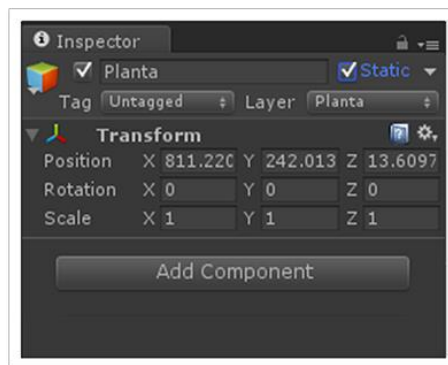 Inspector
Planta Static
Tag Untagged Layer Planta
Transform
Position X 811.220 Y 242.013 Z 13.6097
Rotation X 0 Y 0 Z 0
Scale X 1 Y 1 Z 1
Add Component